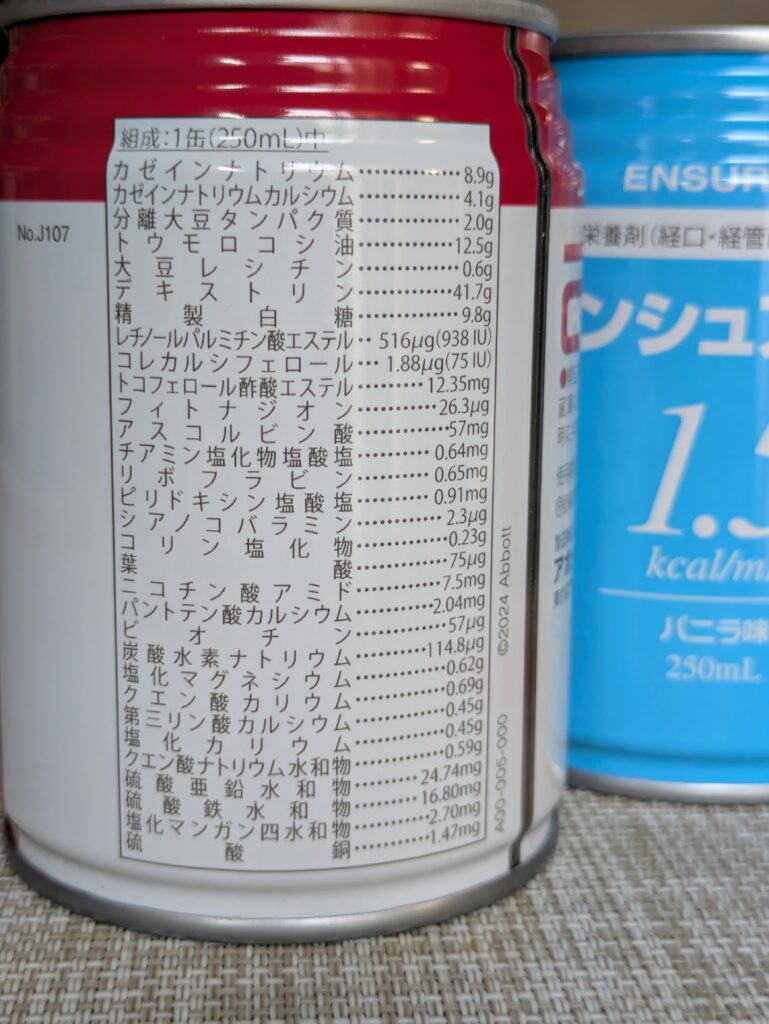 組成:1缶(250mL)中
カゼインナトリウム 8.9g
カゼインナトリウムカルシウム 4.1g
分離大豆タンパク質 2.0g
トウモロコシ油 12.5g
大豆レシチン 0.6g
デキストリン 41.7g
精製白糖 9.8g
レチノールパルミチン酸エステル 516μg(938 IU)
コレカルシフェロール 1.88μg(75 IU)
トコフェロール酢酸エステル 12.35mg
フィトナジオン 26.3μg
アスコルビン酸 57mg
チアミン塩化物塩酸塩 0.64mg
リボフラビン 0.65mg
ピリドキシン塩酸塩 0.91mg
シアノコバラミン 2.3μg
コリン塩化物 0.23g
葉酸 75μg
ニコチン酸アミド 7.5mg
パントテン酸カルシウム 2.04mg
ビオチン 57μg
炭酸水素ナトリウム 114.8μg
塩化マグネシウム 0.62g
クエン酸カリウム 0.69g
第三リン酸カルシウム 0.45g
塩化カリウム 0.45g
クエン酸ナトリウム水和物 0.59g
硫酸亜鉛水和物 24.74mg
硫酸鉄水和物 16.80mg
塩化マンガン四水和物 2.70mg
硫酸銅 1.47mg
No.J107
©2024 Abbott
A00-005-000
ENSUR
栄養剤(経口・経管
ンシュ
1.5
kcal/m
バニラ味
250mL